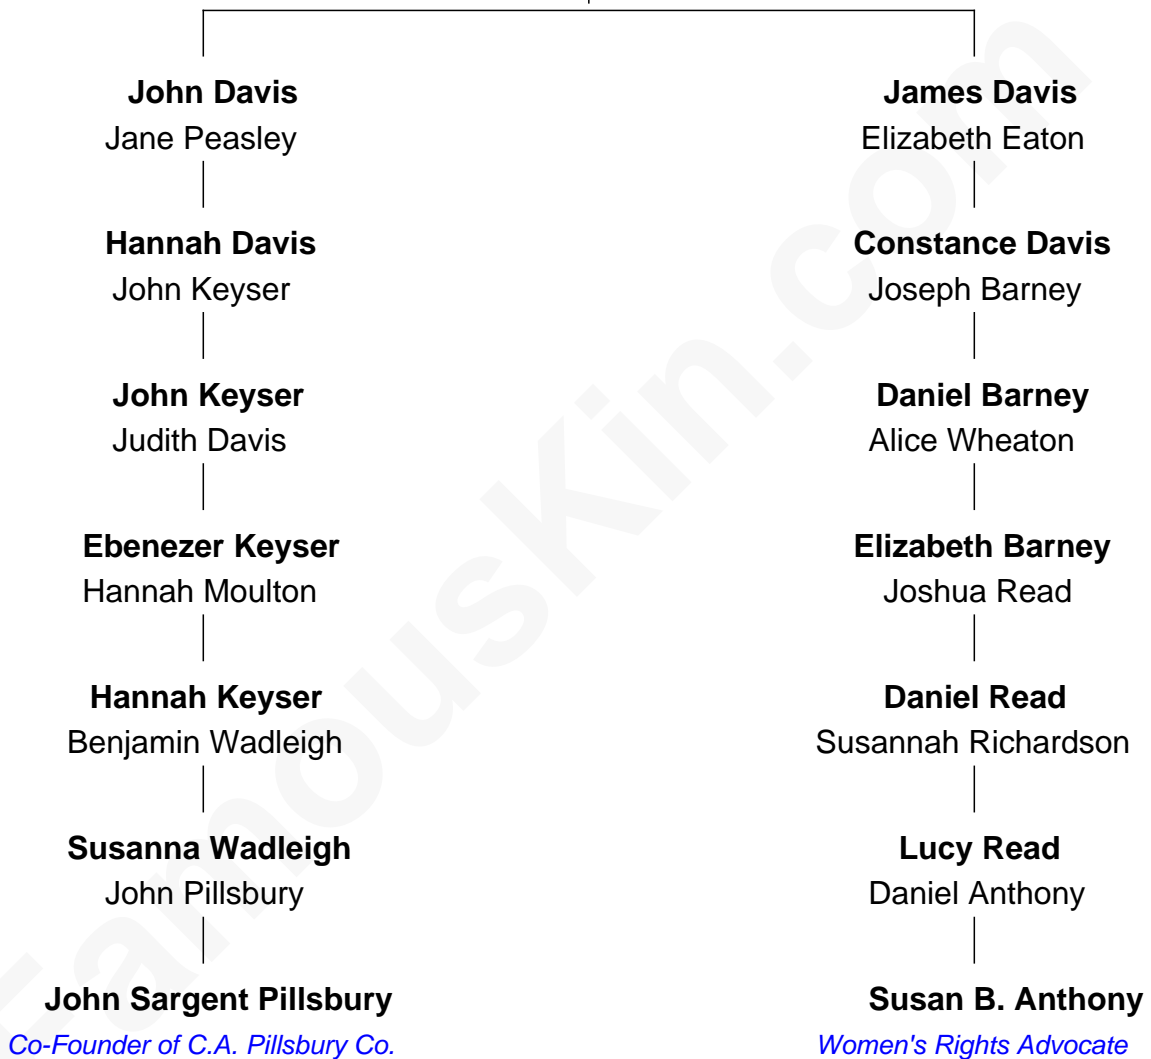 John Davis
Jane Peasley
James Davis
Elizabeth Eaton
Hannah Davis
John Keyser
Constance Davis
Joseph Barney
John Keyser
Judith Davis
Daniel Barney
Alice Wheaton
Ebenezer Keyser
Hannah Moulton
Elizabeth Barney
Joshua Read
Hannah Keyser
Benjamin Wadleigh
Daniel Read
Susannah Richardson
Susanna Wadleigh
John Pillsbury
Lucy Read
Daniel Anthony
John Sargent Pillsbury
Co-Founder of C.A. Pillsbury Co.
Susan B. Anthony
Women's Rights Advocate
FamousKin.com